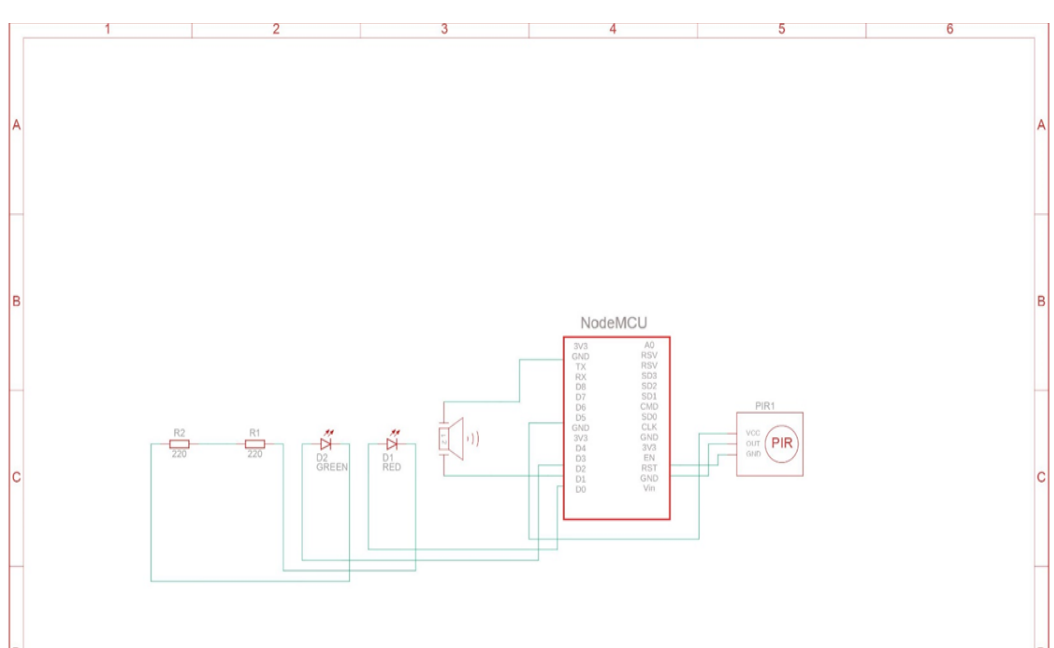 1 2 3 4 5 6
A A
B B
NodeMCU
3V3 A0
GND RSV
TX RSV
RX SD3
D8 SD2
D7 SD1
D6 CMD
D5 SD0
GND CLK
3V3 GND
D4 3V3
D3 EN
D2 RST
D1 GND
D0 Vin
PIR1
VCC
OUT
GND
PIR
R2
220
R1
220
D2
GREEN
D1
RED
C C